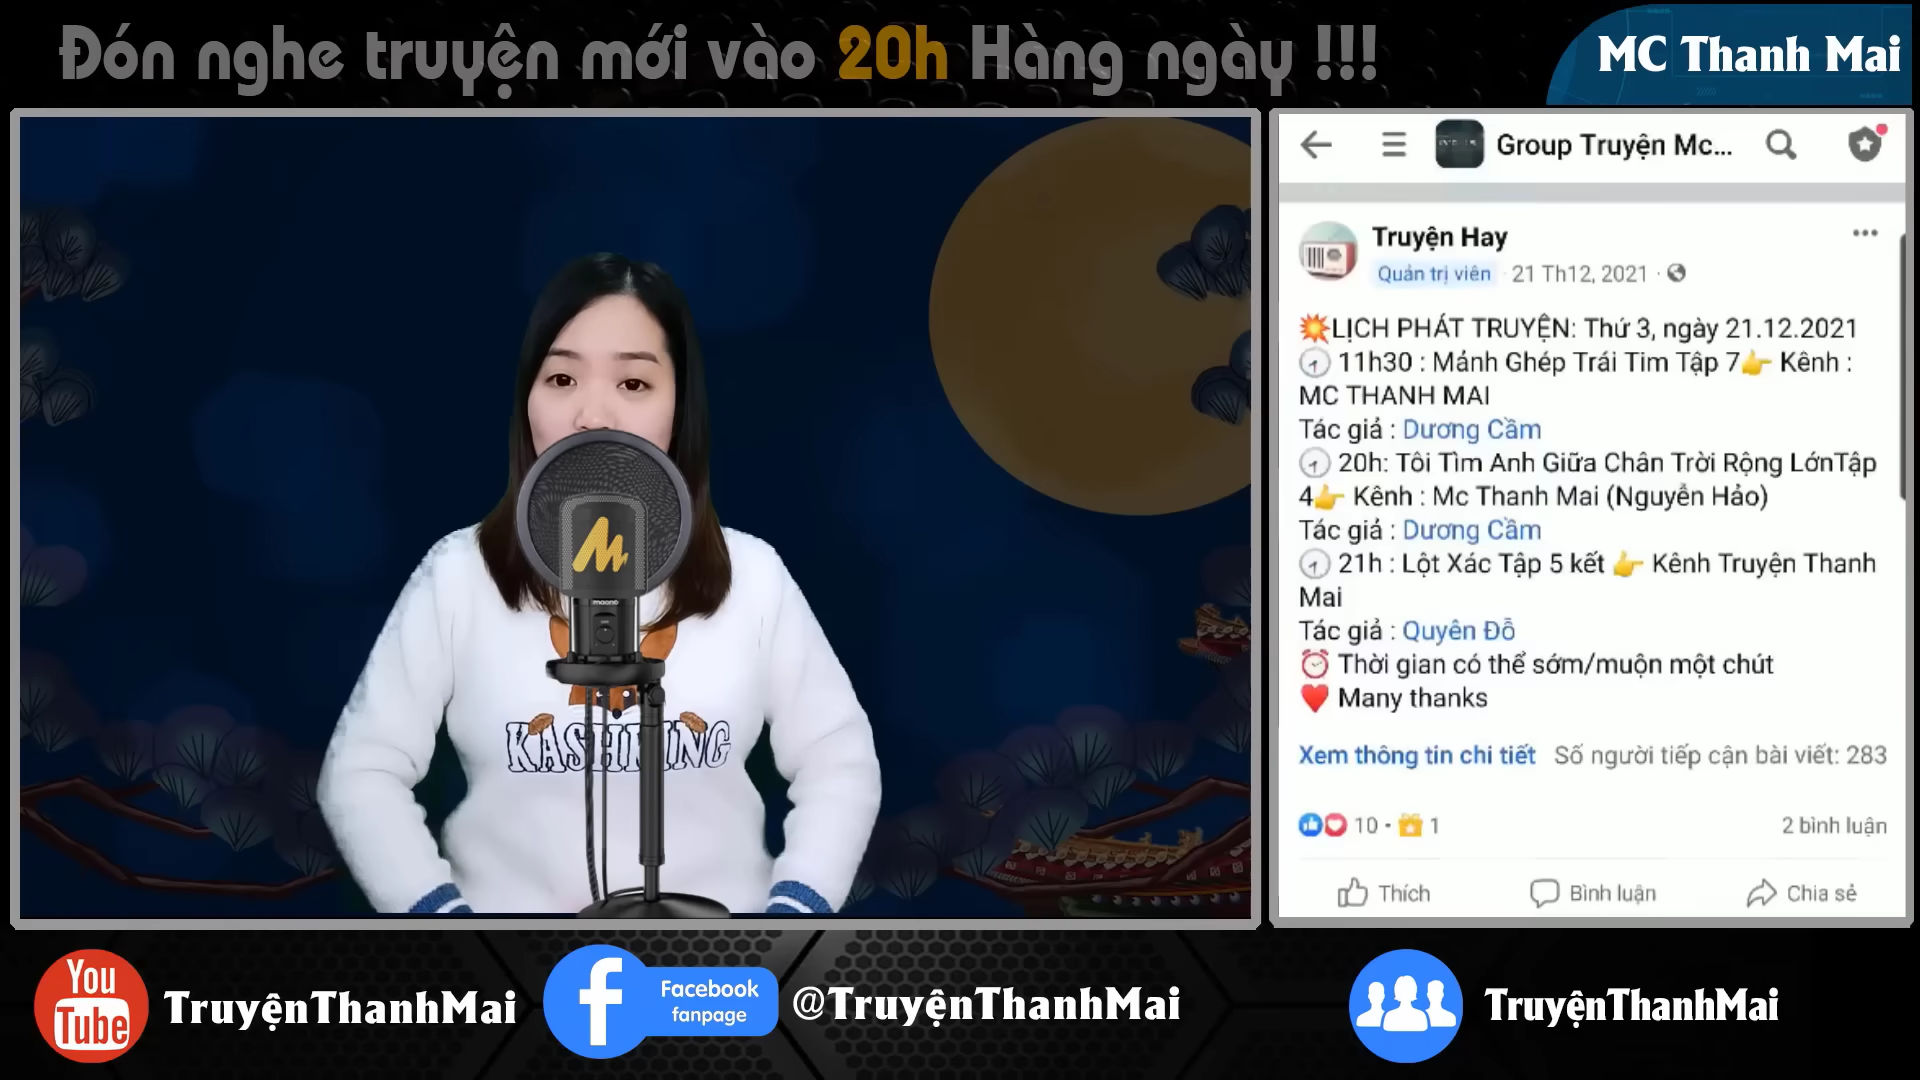 Đón nghe truyện mới vào 20h Hàng ngày !!!
MC Thanh Mai
Group Truyện Mc...
Truyện Hay
Quản trị viên · 21 Th12, 2021 ·
💥LỊCH PHÁT TRUYỆN: Thứ 3, ngày 21.12.2021
🕢 11h30 : Mảnh Ghép Trái Tim Tập 7👉 Kênh :
MC THANH MAI
Tác giả : Dương Cầm
🕢 20h: Tôi Tìm Anh Giữa Chân Trời Rộng LớnTập
4👉 Kênh : Mc Thanh Mai (Nguyễn Hảo)
Tác giả : Dương Cầm
🕢 21h : Lột Xác Tập 5 kết 👉 Kênh Truyện Thanh
Mai
Tác giả : Quyên Đỗ
⏰ Thời gian có thể sớm/muộn một chút
❤️ Many thanks
Xem thông tin chi tiết Số người tiếp cận bài viết: 283
10 · 1 2 bình luận
Thích Bình luận Chia sẻ
maono
KASHKING
You
Tube
TruyệnThanhMai
Facebook
fanpage
@TruyệnThanhMai
TruyệnThanhMai